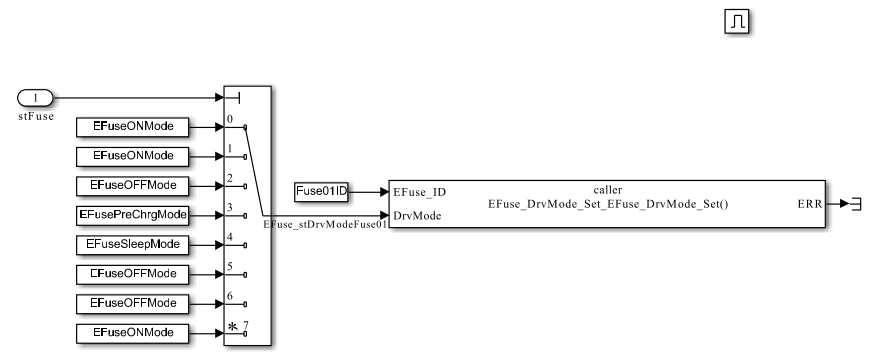 1
stFuse
EFuseONMode
0
EFuseONMode
1
EFuseOFFMode
2
EFusePreChrgMode
3
EFuseSleepMode
4
EFuseOFFMode
5
EFuseOFFMode
6
EFuseONMode
*, 7
Fuse01ID
EFuse_stDrvModeFuse01
EFuse_ID
DrvMode
caller
EFuse_DrvMode_Set_EFuse_DrvMode_Set()
ERR